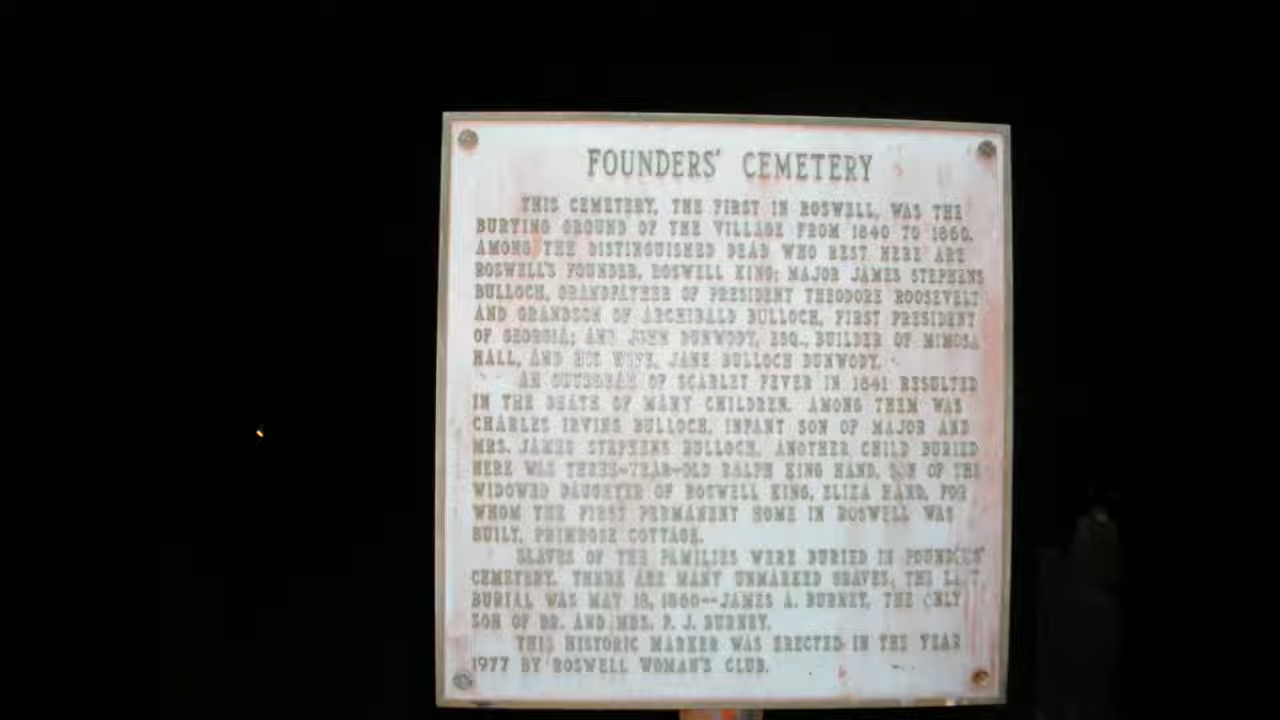 FOUNDERS' CEMETERY
THIS CEMETERY, THE FIRST IN ROSWELL, WAS THE
BURYING GROUND OF THE VILLAGE FROM 1840 TO 1860.
AMONG THE DISTINGUISHED DEAD WHO REST HERE ARE
ROSWELL'S FOUNDER, ROSWELL KING; MAJOR JAMES STEPHENS
BULLOCH, GRANDFATHER OF PRESIDENT THEODORE ROOSEVELT
AND GRANDSON OF ARCHIBALD BULLOCH, FIRST PRESIDENT
OF GEORGIA; AND JOHN DUNWODY, ESQ., BUILDER OF MIMOSA
HALL, AND HIS WIFE, JANE BULLOCH DUNWODY.
AN OUTBREAK OF SCARLET FEVER IN 1841 RESULTED
IN THE DEATH OF MANY CHILDREN. AMONG THEM WAS
CHARLES IRVING BULLOCH, INFANT SON OF MAJOR AND
MRS. JAMES STEPHENS BULLOCH. ANOTHER CHILD BURIED
HERE WAS THREE-YEAR-OLD RALPH KING HAND, SON OF THE
WIDOWED DAUGHTER OF ROSWELL KING, ELIZA HAND, FOR
WHOM THE FIRST PERMANENT HOME IN ROSWELL WAS
BUILT, PRIMROSE COTTAGE.
SLAVES OF THE FAMILIES WERE BURIED IN FOUNDERS'
CEMETERY. THERE ARE MANY UNMARKED GRAVES. THE LAST
BURIAL WAS MAY 18, 1860--JAMES A. BURNEY, THE ONLY
SON OF DR. AND MRS. P. J. BURNEY.
THIS HISTORIC MARKER WAS ERECTED IN THE YEAR
1977 BY ROSWELL WOMAN'S CLUB.